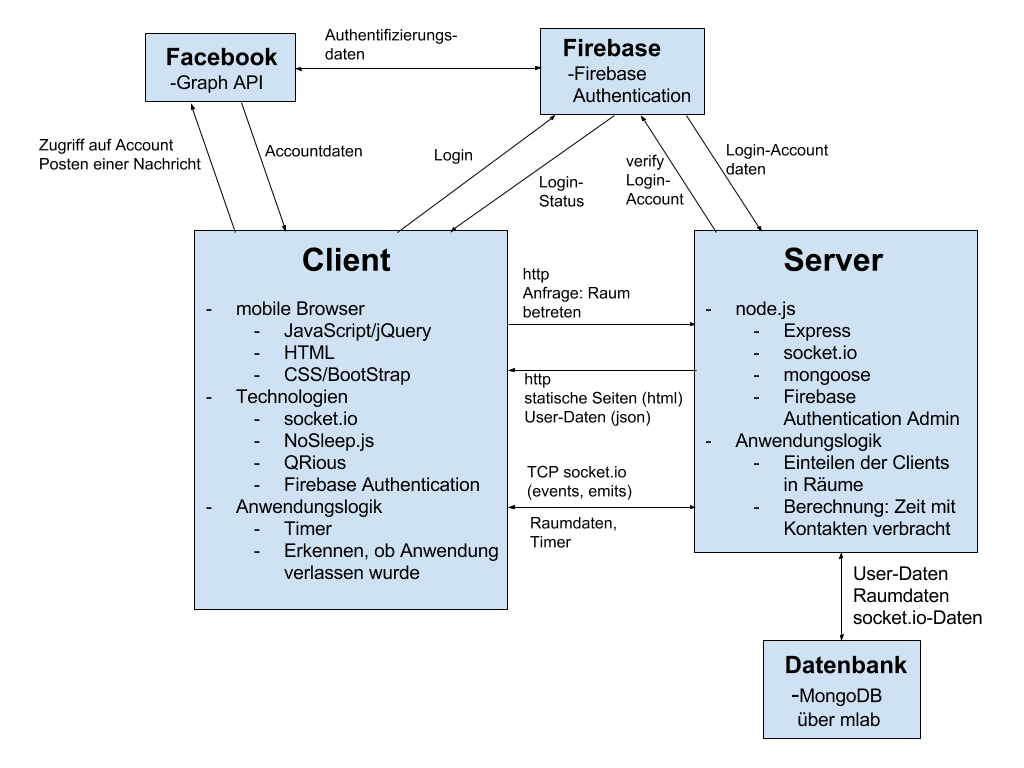 Facebook
-Graph API
Authentifizierungs-
daten
Firebase
-Firebase
Authentication
Zugriff auf Account
Posten einer Nachricht
Accountdaten
Login
Login-
Status
verify
Login-
Account
Login-Account
daten
Client
- mobile Browser
- JavaScript/jQuery
- HTML
- CSS/BootStrap
- Technologien
- socket.io
- NoSleep.js
- QRious
- Firebase Authentication
- Anwendungslogik
- Timer
- Erkennen, ob Anwendung
verlassen wurde
http
Anfrage: Raum
betreten
http
statische Seiten (html)
User-Daten (json)
TCP socket.io
(events, emits)
Raumdaten,
Timer
Server
- node.js
- Express
- socket.io
- mongoose
- Firebase
Authentication Admin
- Anwendungslogik
- Einteilen der Clients
in Räume
- Berechnung: Zeit mit
Kontakten verbracht
User-Daten
Raumdaten
socket.io-Daten
Datenbank
-MongoDB
über mlab